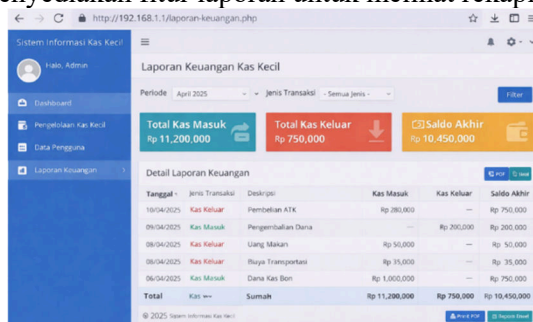 menyediakan fitur laporan untuk melihat rekap
http://192.168.1.1/laporan-keuangan.php
Sistem Informasi Kas Kecil
Halo, Admin
Dashboard
Pengelolaan Kas Kecil
Data Pengguna
Laporan Keuangan
Laporan Keuangan Kas Kecil
Periode April 2025 Jenis Transaksi - Semua Jenis - Filter
Total Kas Masuk
Rp 11,200,000
Total Kas Keluar
Rp 750,000
Saldo Akhir
Rp 10,450,000
Detail Laporan Keuangan PDF
Tanggal Jenis Transaksi Deskripsi Kas Masuk Kas Keluar Saldo Akhir
10/04/2025 Kas Keluar Pembelian ATK Rp 280,000 — Rp 750,000
09/04/2025 Kas Masuk Pengembalian Dana — Rp 200,000 Rp 200,000
08/04/2025 Kas Keluar Uang Makan Rp 50,000 — Rp 50,000
08/04/2025 Kas Keluar Biaya Transportasi Rp 35,000 — Rp 35,000
06/04/2025 Kas Masuk Dana Kas Bon Rp 1,000,000 — Rp 750,000
Total Kas Sumah Rp 11,200,000 Rp 750,000 Rp 10,450,000
© 2025 Sistem Informasi Kas Kecil PDF